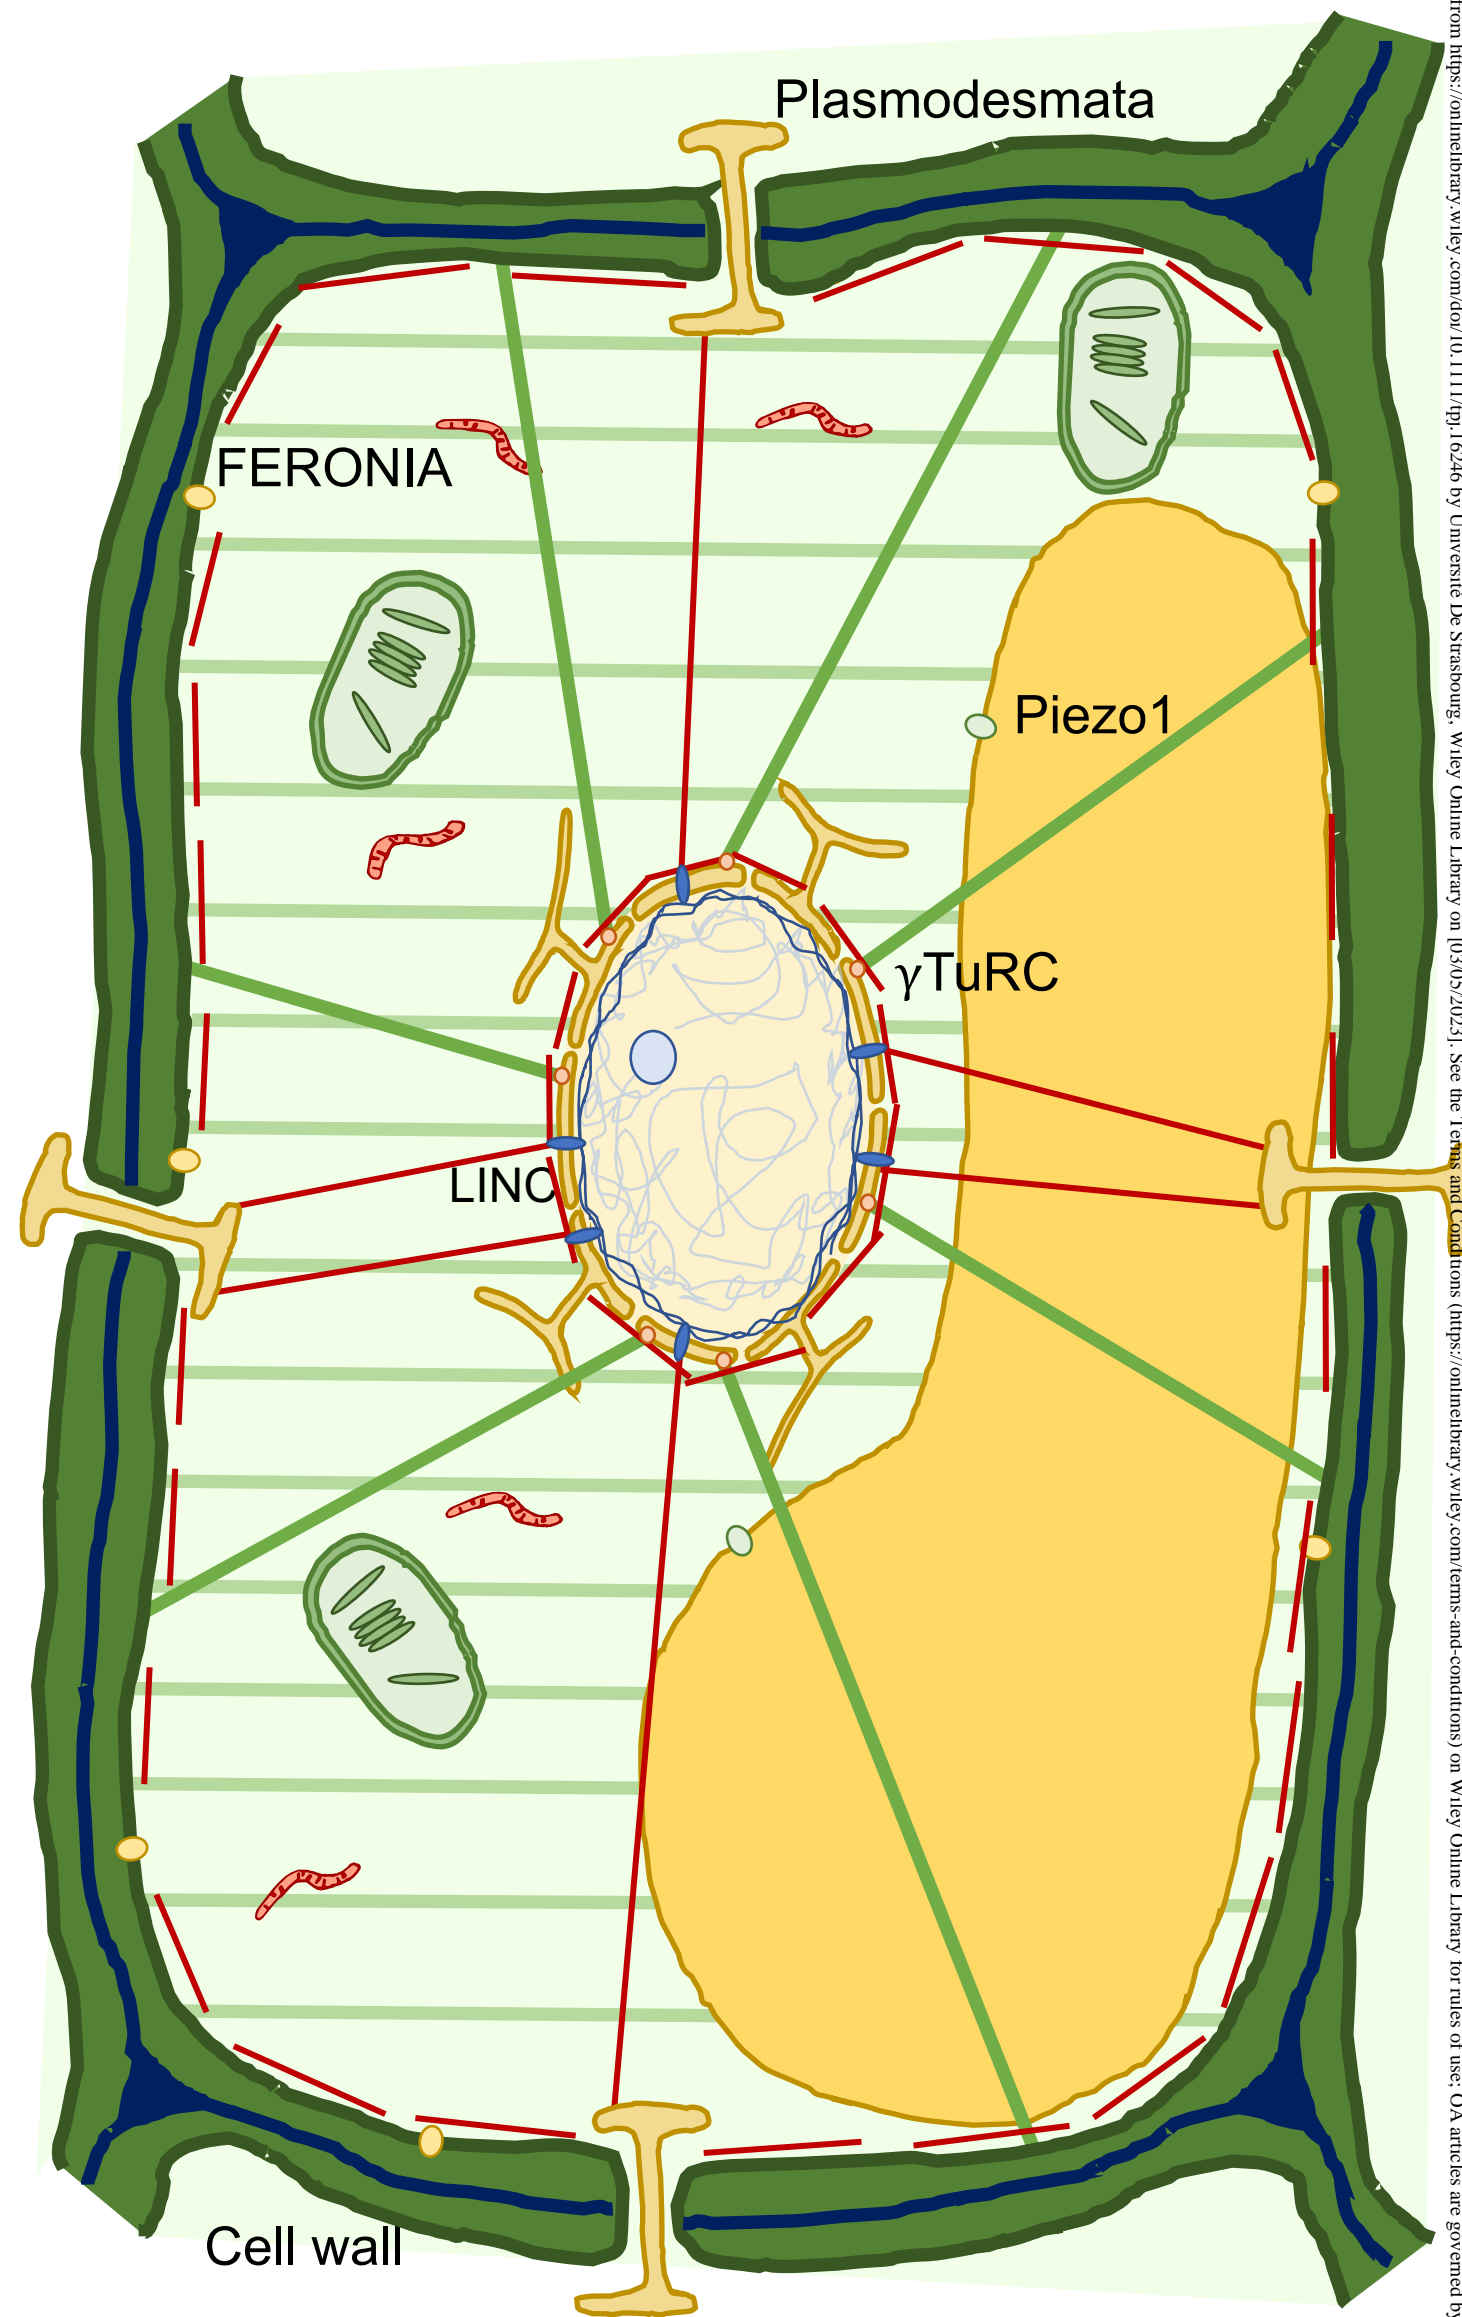 Plasmodesmata
FERONIA
Piezo1
γTuRC
LINC
Cell wall
from https://onlinelibrary.wiley.com/doi/10.1111/tpj.16246 by Université De Strasbourg, Wiley Online Library on [03/05/2023]. See the Terms and Conditions (https://onlinelibrary.wiley.com/terms-and-conditions) on Wiley Online Library for rules of use; OA articles are governed by